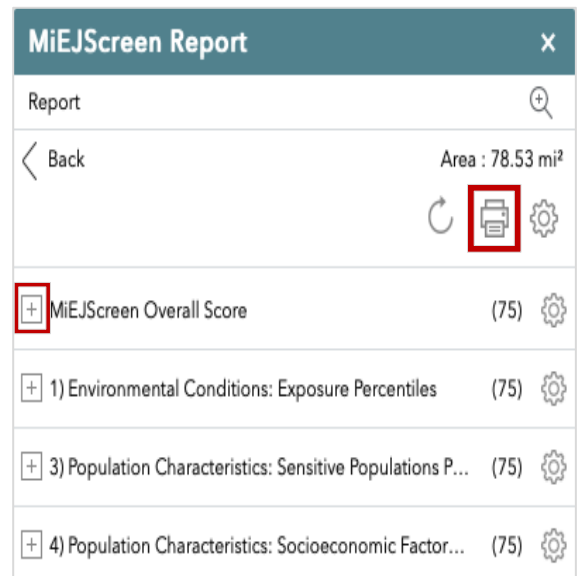 MiEJScreen Report ×
Report
Back Area : 78.53 mi²
MiEJScreen Overall Score (75)
1) Environmental Conditions: Exposure Percentiles (75)
3) Population Characteristics: Sensitive Populations P... (75)
4) Population Characteristics: Socioeconomic Factor... (75)